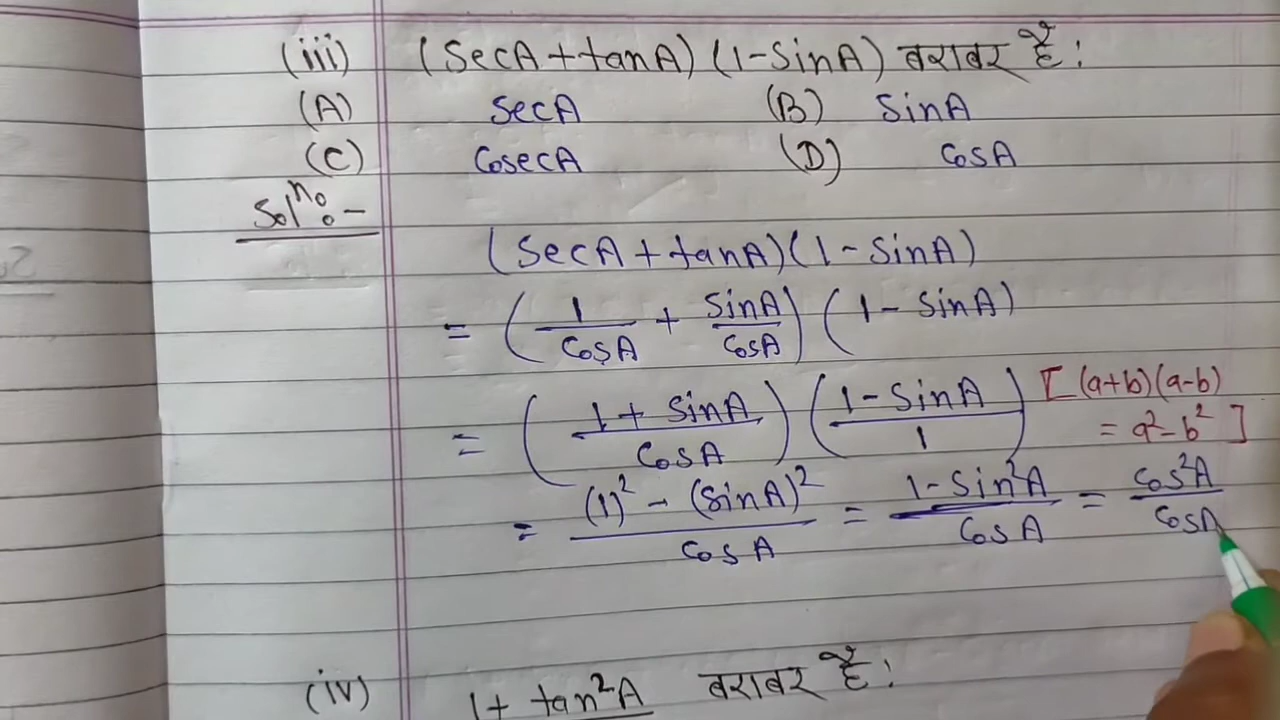 (iii) (SecA+tanA) (1-SinA) बराबर है :
(A) SecA (B) SinA
(C) CosecA (D) CosA
Solⁿ :-
(SecA + tanA)(1 - SinA)
= (1/CosA + SinA/CosA) (1 - SinA)
= (1 + SinA/CosA) (1 - SinA/1) [(a+b)(a-b)
= a²-b²]
= (1)² - (SinA)²/CosA = 1-Sin²A/CosA = Cos²A/CosA
(iv) 1+ tan²A बराबर है :